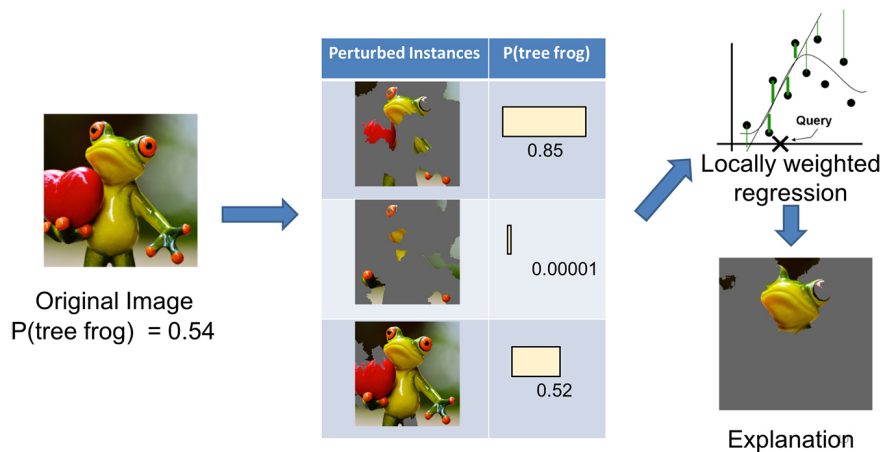 Original Image
P(tree frog) = 0.54
Perturbed Instances
P(tree frog)
0.85
0.00001
0.52
Query
Locally weighted
regression
Explanation